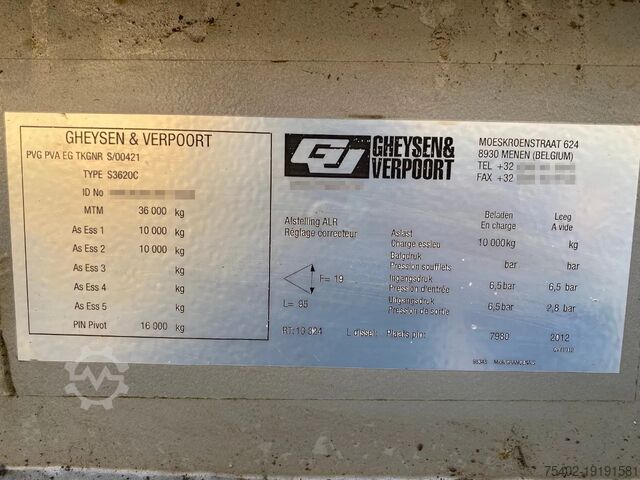 GHEYSEN & VERPOORT
PVG PVA EG TKGNR S/00421
TYPE S3620C
ID No
MTM 36 000 kg
As Ess 1 10 000 kg
As Ess 2 10 000 kg
As Ess 3 kg
As Ess 4 kg
As Ess 5 kg
PIN Pivot 16 000 kg
GHEYSEN&
VERPOORT
MOESKROENSTRAAT 624
8930 MENEN (BELGIUM)
TEL +32
FAX +32
Afstelling ALR
Réglage correcteur
F= 19
L= 95
RT: 19 324
Beladen Leeg
En charge A vide
Aslast
Charge essieu 10 000kg kg
Balgdruk
Pression soufflets bar bar
Ingangsdruk
Pression d'entrée 6,5 bar 6,5 bar
Uitgangsdruk
Pression de sortie 6,5 bar 2,8 bar
7980 2012
75402-19191581